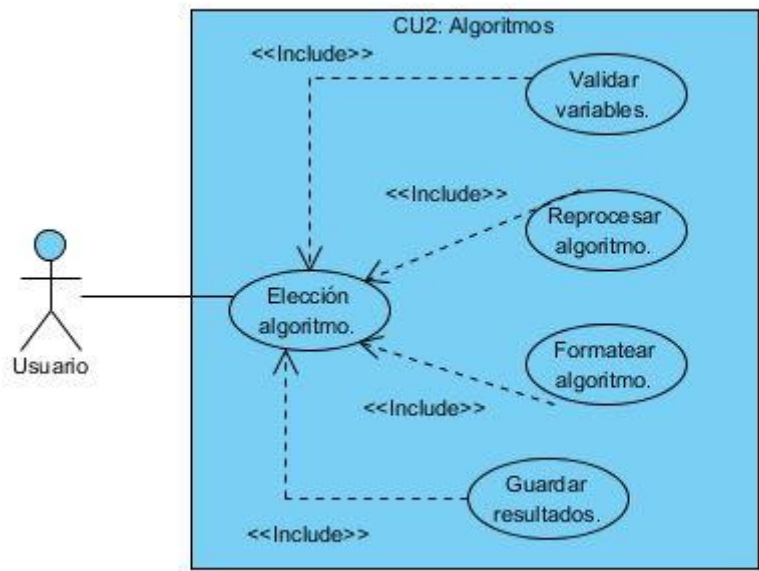 CU2: Algoritmos
<<Include>>
Validar
variables.
<<Include>>
Reprocesar
algoritmo.
Elección
algoritmo.
Usuario
Formatear
algoritmo.
<<Include>>
Guardar
resultados.
<<Include>>